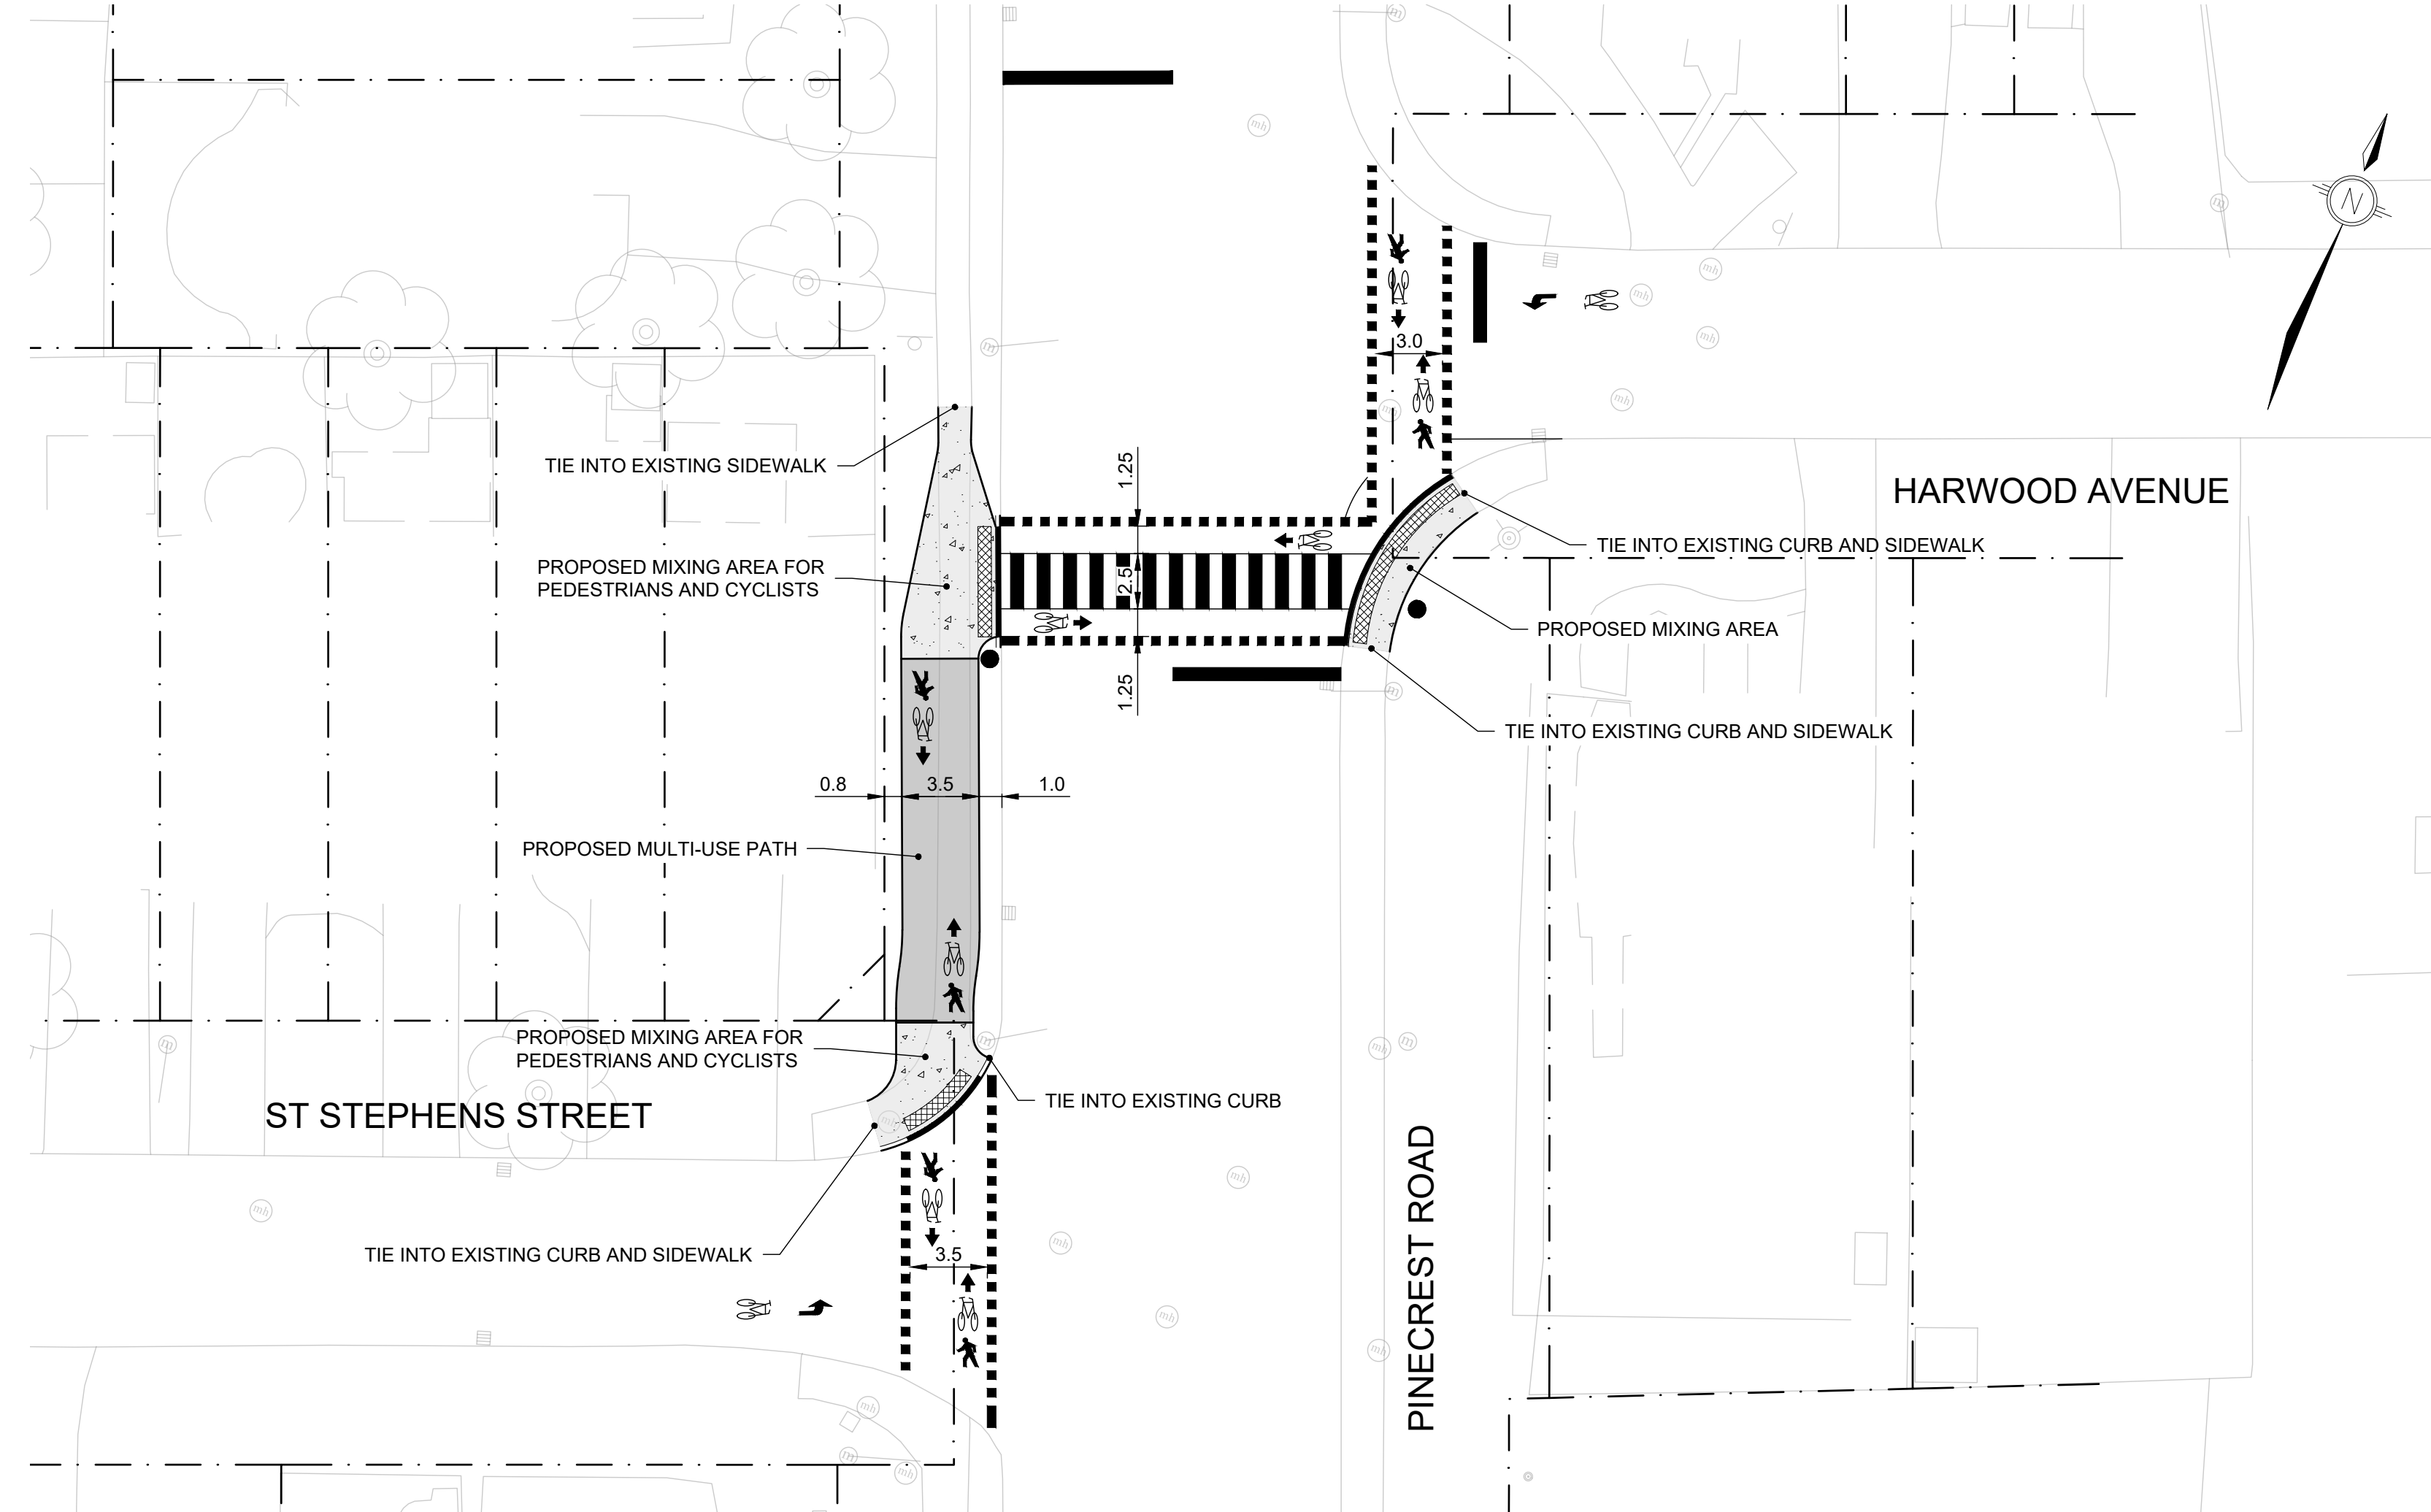 mh
N
m
3.0
TIE INTO EXISTING SIDEWALK
1.25
HARWOOD AVENUE
TIE INTO EXISTING CURB AND SIDEWALK
PROPOSED MIXING AREA FOR
PEDESTRIANS AND CYCLISTS
2.5
PROPOSED MIXING AREA
1.25
TIE INTO EXISTING CURB AND SIDEWALK
0.8
3.5
1.0
PROPOSED MULTI-USE PATH
PROPOSED MIXING AREA FOR
PEDESTRIANS AND CYCLISTS
ST STEPHENS STREET
TIE INTO EXISTING CURB
PINECREST ROAD
TIE INTO EXISTING CURB AND SIDEWALK
3.5